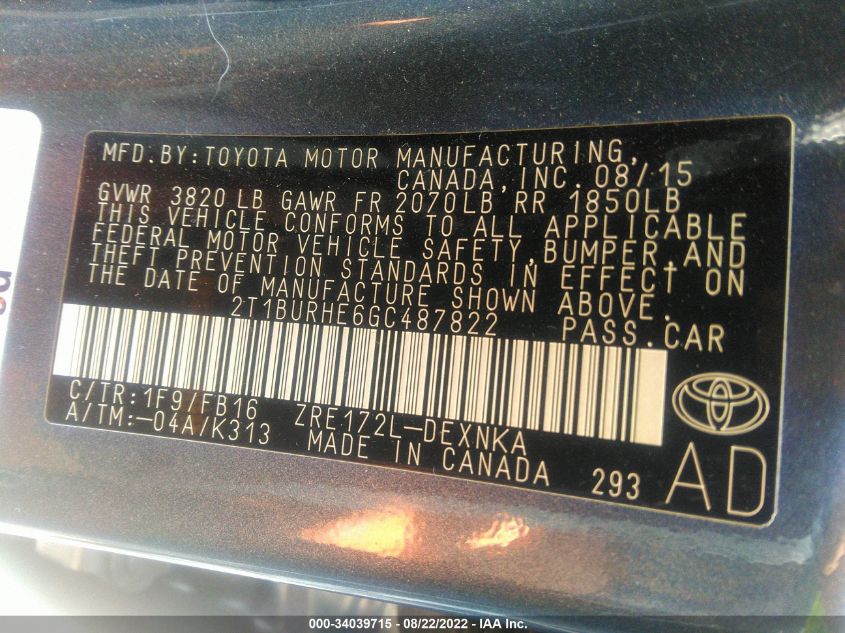 MFD.BY:TOYOTA MOTOR MANUFACTURING,
CANADA,INC. 08/15
GVWR 3820 LB GAWR FR 2070LB RR 1850LB
THIS VEHICLE CONFORMS TO ALL APPLICABLE
FEDERAL MOTOR VEHICLE SAFETY,BUMPER,AND
THEFT PREVENTION STANDARDS IN EFFECT ON
THE DATE OF MANUFACTURE SHOWN ABOVE.
2T1BURHE6GC487822 PASS.CAR
C/TR:1F9/FB16 ZRE172L-DEXNKA
A/TM:-04A/K313 MADE IN CANADA 293
AD
000-34039715 - 08/22/2022 - IAA Inc.